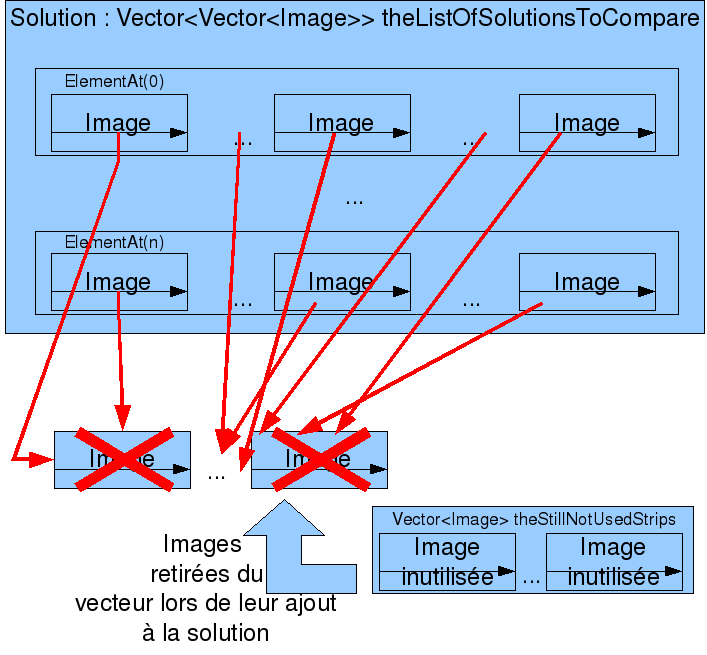 Solution : Vector<Vector<Image>> theListOfSolutionsToCompare
ElementAt(0)
Image ... Image ... Image
...
ElementAt(n)
Image ... Image ... Image
Image ... Image
Vector<Image> theStillNotUsedStrips
Image inutilisée ... Image inutilisée
Images
retirées du
vecteur lors de leur ajout
à la solution